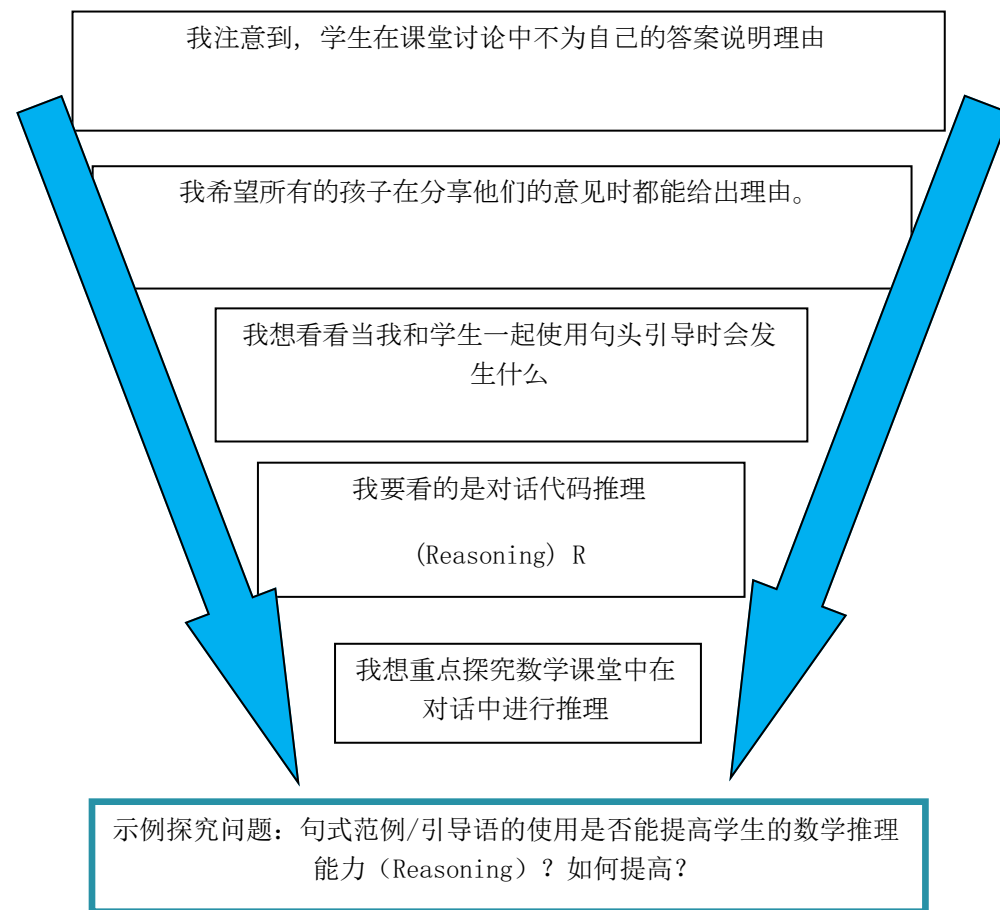 我注意到, 学生在课堂讨论中不为自己的答案说明理由
我希望所有的孩子在分享他们的意见时都能给出理由。
我想看看当我和学生一起使用句头引导时会发
生什么
我要看的是对话代码推理
(Reasoning) R
我想重点探究数学课堂中在
对话中进行推理
示例探究问题: 句式范例/引导语的使用是否能提高学生的数学推理
能力（Reasoning）？如何提高？